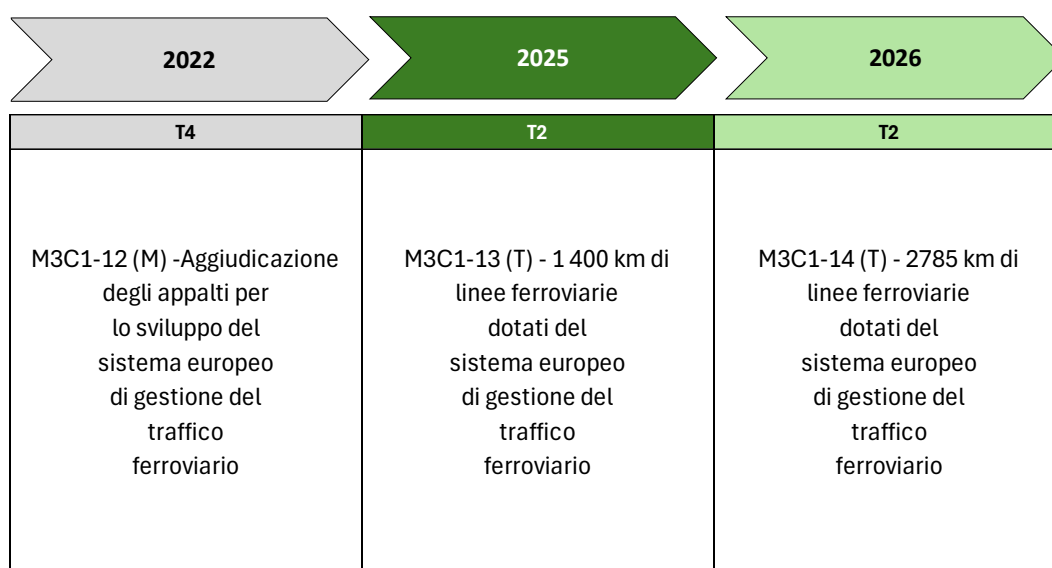 2022
2025
2026
T4
T2
T2
M3C1-12 (M) -Aggiudicazione
degli appalti per
lo sviluppo del
sistema europeo
di gestione del
traffico
ferroviario
M3C1-13 (T) - 1 400 km di
linee ferroviarie
dotati del
sistema europeo
di gestione del
traffico
ferroviario
M3C1-14 (T) - 2785 km di
linee ferroviarie
dotati del
sistema europeo
di gestione del
traffico
ferroviario